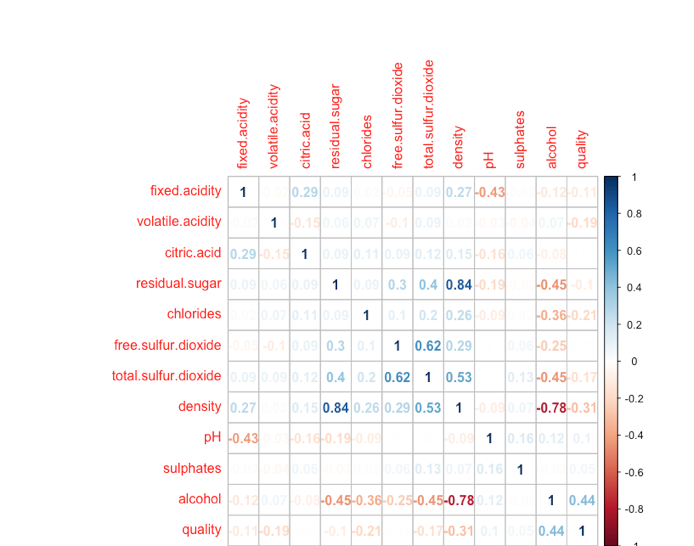 fixed.acidity volatile.acidity citric.acid residual.sugar chlorides free.sulfur.dioxide total.sulfur.dioxide density pH sulphates alcohol quality
fixed.acidity 1 0.29 0.09 0.09 0.27 -0.43 -0.12 -0.11
volatile.acidity 1 -0.15 0.06 0.07 -0.1 0.09 -0.19
citric.acid 0.29 -0.15 1 0.09 0.11 0.09 0.12 0.15 -0.16 0.06 -0.08
residual.sugar 0.09 0.06 0.09 1 0.09 0.3 0.4 0.84 -0.19 -0.45 -0.1
chlorides 0.07 0.11 0.09 1 0.1 0.2 0.26 -0.09 -0.36 -0.21
free.sulfur.dioxide -0.05 -0.1 0.09 0.3 0.1 1 0.62 0.29 0.06 -0.25
total.sulfur.dioxide 0.09 0.09 0.12 0.4 0.2 0.62 1 0.53 0.13 -0.45 -0.17
density 0.27 0.15 0.84 0.26 0.29 0.53 1 -0.09 0.07 -0.78 -0.31
pH -0.43 -0.16 -0.19 -0.09 -0.09 1 0.16 0.12 0.1
sulphates 0.06 0.06 0.13 0.07 0.16 1 0.05
alcohol -0.12 0.07 -0.08 -0.45 -0.36 -0.25 -0.45 -0.78 0.12 1 0.44
quality -0.11 -0.19 -0.1 -0.21 -0.17 -0.31 0.1 0.05 0.44 1
1
0.8
0.6
0.4
0.2
0
-0.2
-0.4
-0.6
-0.8
-1